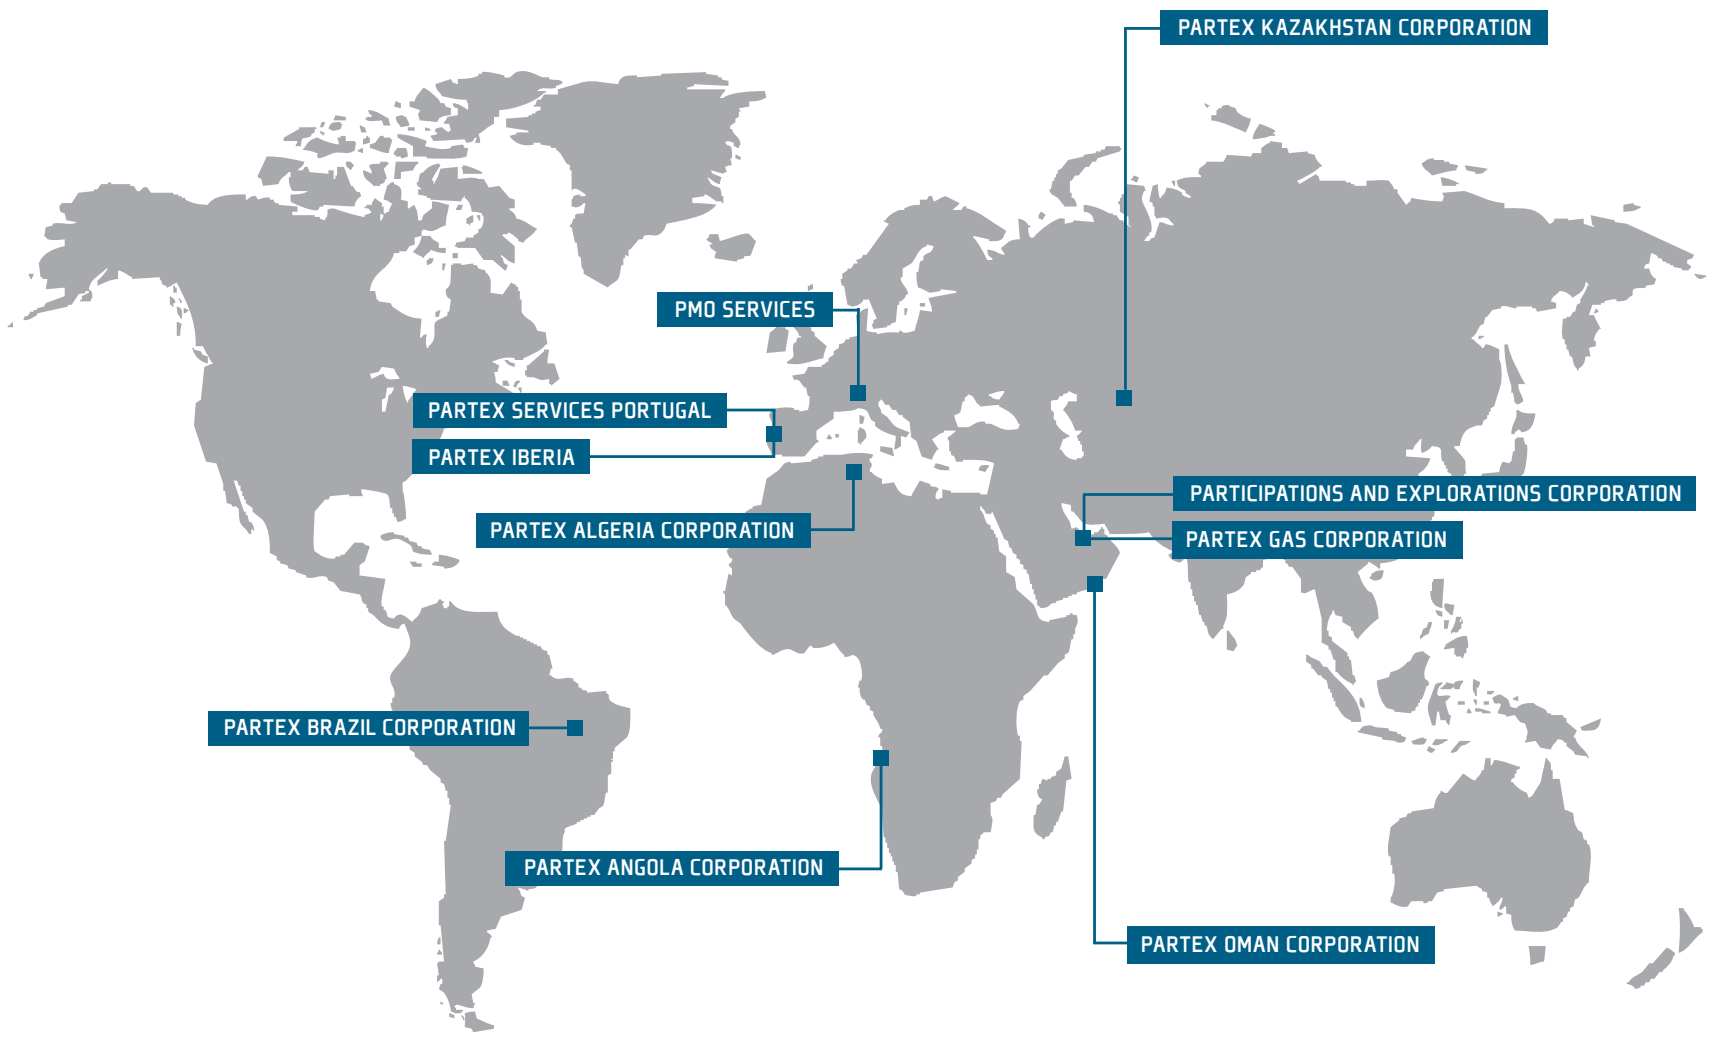 PARTEX KAZAKHSTAN CORPORATION
PMO SERVICES
PARTEX SERVICES PORTUGAL
PARTEX IBERIA
PARTICIPATIONS AND EXPLORATIONS CORPORATION
PARTEX ALGERIA CORPORATION
PARTEX GAS CORPORATION
PARTEX BRAZIL CORPORATION
PARTEX ANGOLA CORPORATION
PARTEX OMAN CORPORATION